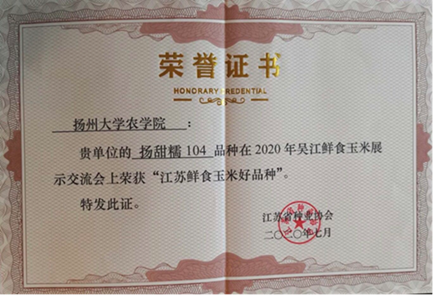 荣誉证书
HONDRARY CREDENTIAL
扬州大学农学院：
贵单位的 扬甜糯104 品种在2020年吴江鲜食玉米展
示交流会上荣获“江苏鲜食玉米好品种”。
特发此证。
江苏省种业协会
二〇二〇年七月